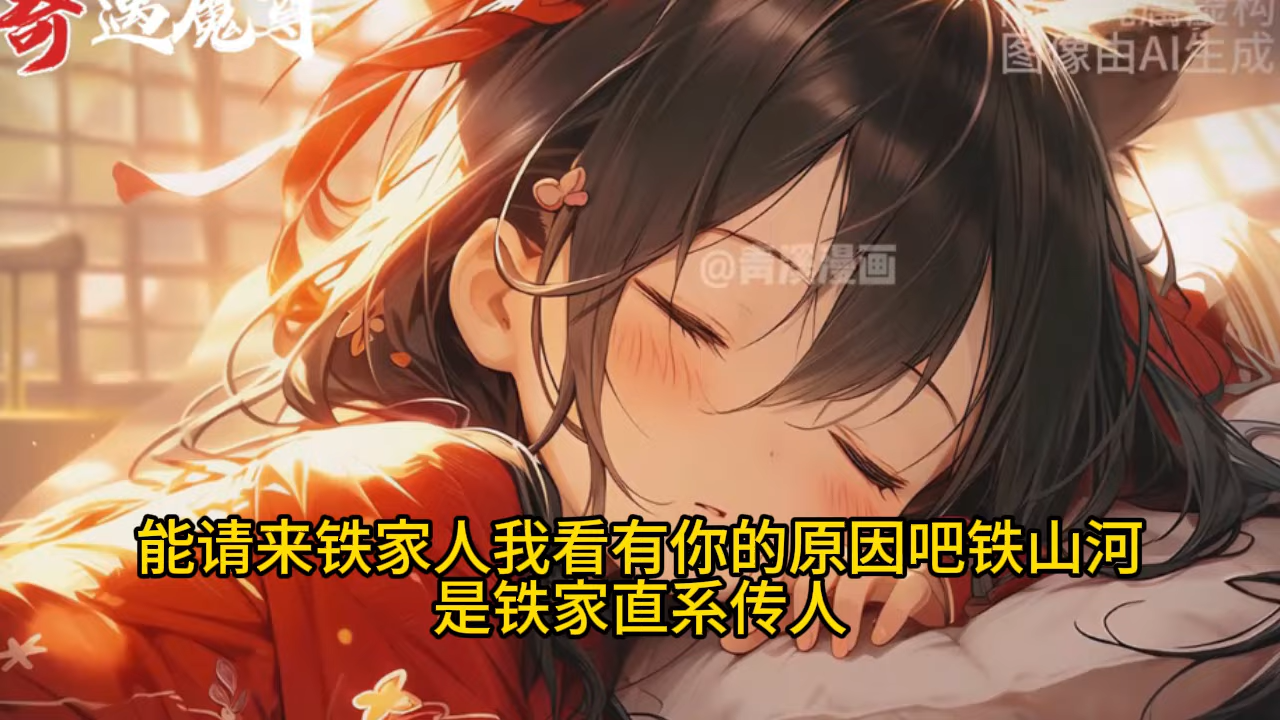 奇遇魔尊
图像由AI生成
@青溪漫画
能请来铁家人我看有你的原因吧铁山河
是铁家直系传人